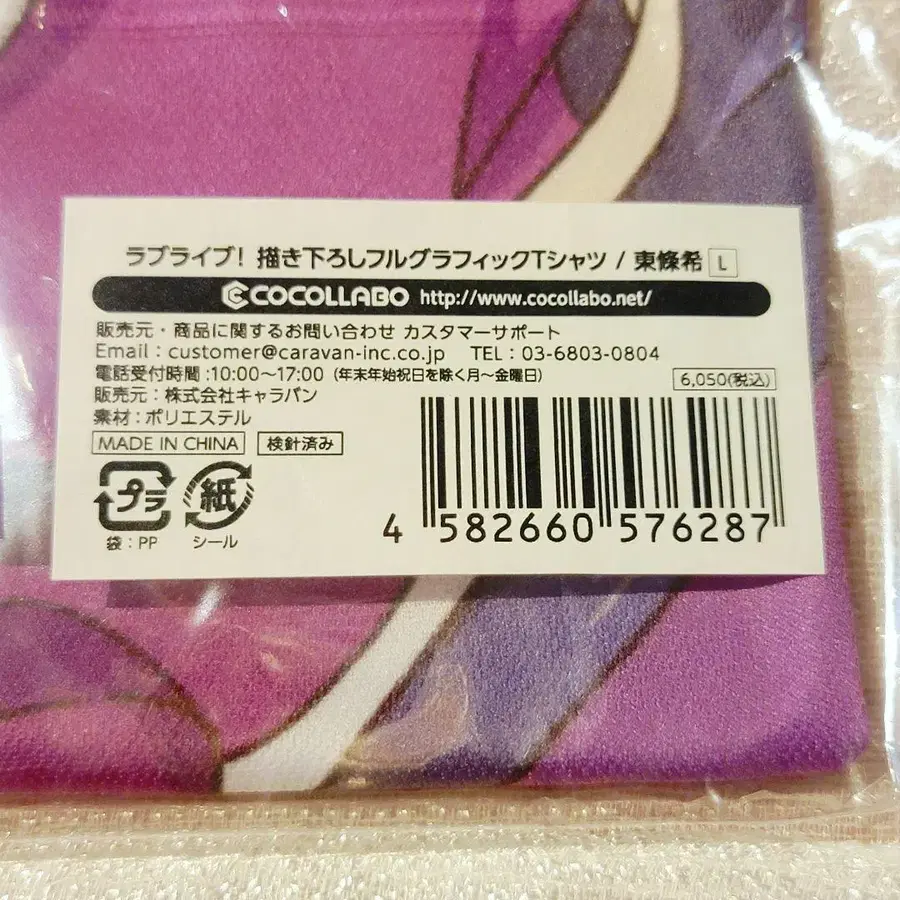 ラブライブ! 描き下ろしフルグラフィックTシャツ / 東條希 L
COCOLLABO http://www.cocollabo.net/
販売元・商品に関するお問い合わせ カスタマーサポート
Email：customer@caravan-inc.co.jp TEL：03-6803-0804
電話受付時間:10:00〜17:00（年末年始祝日を除く月〜金曜日）
販売元：株式会社キャラバン
6,050(税込)
素材：ポリエステル
MADE IN CHINA 検針済み
プラ 紙
袋：PP シール
4 582660 576287